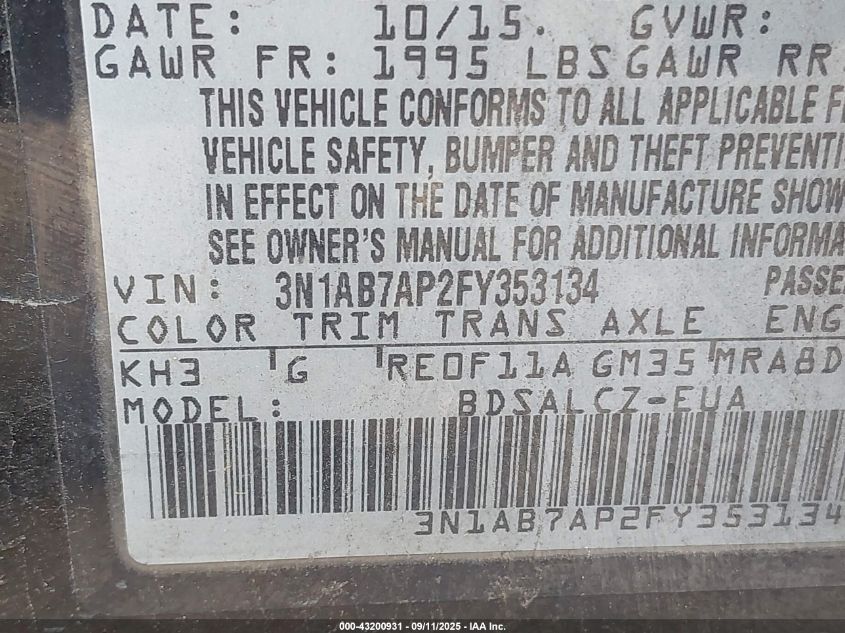 DATE: 10/15. GVWR:
GAWR FR: 1995 LBS GAWR RR
THIS VEHICLE CONFORMS TO ALL APPLICABLE
VEHICLE SAFETY, BUMPER AND THEFT PREVENTI
IN EFFECT ON THE DATE OF MANUFACTURE SHOW
SEE OWNER'S MANUAL FOR ADDITIONAL INFORMA
VIN: 3N1AB7AP2FY353134 PASSE
COLOR TRIM TRANS AXLE ENG
KH3 G RE0F11A GM35 MRA8D
MODEL: BDSALCZ-EUA
3N1AB7AP2FY353134
000-43200931 - 09/11/2025 - IAA Inc.